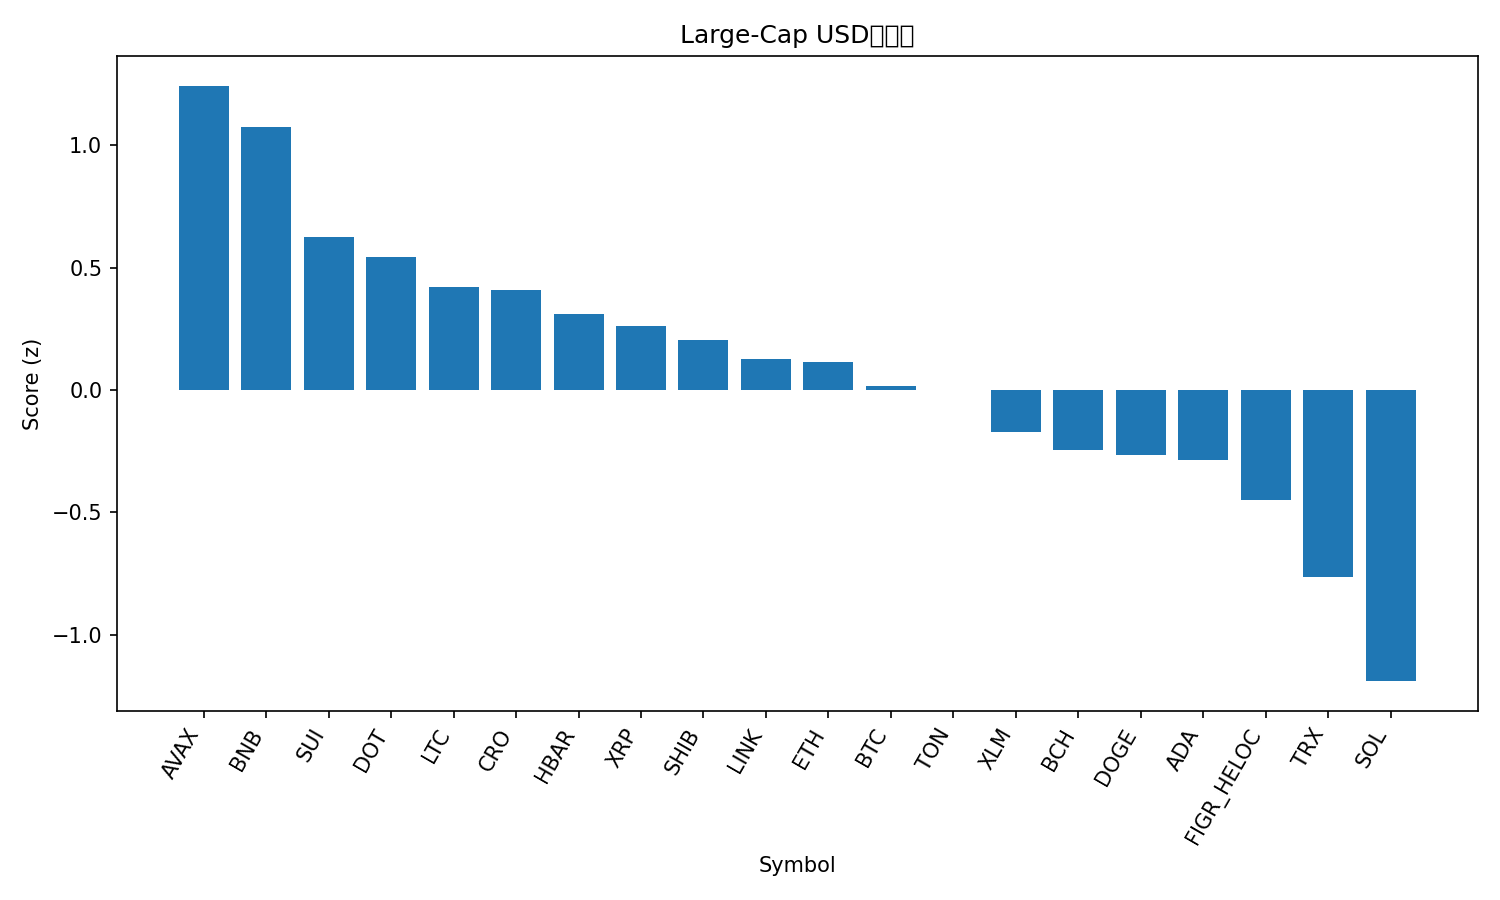 Large-Cap USD
Score (z)
1.0
0.5
0.0
−0.5
−1.0
AVAX
BNB
SUI
DOT
LTC
CRO
HBAR
XRP
SHIB
LINK
ETH
BTC
TON
XLM
BCH
DOGE
ADA
FIGR_HELOC
TRX
SOL
Symbol